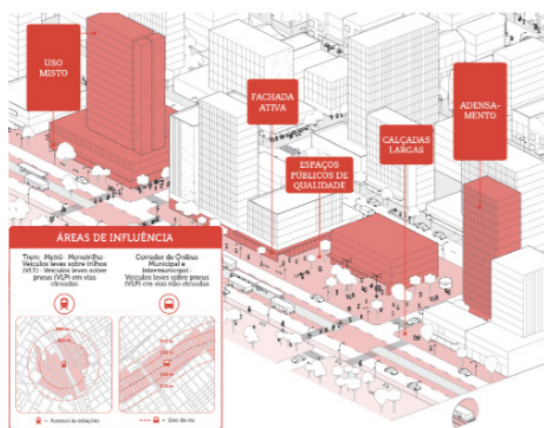 USO
MISTO
FACHADA
ATIVA
ESPAÇOS
PÚBLICOS DE
QUALIDADE
CALÇADAS
LARGAS
ADENSA-
MENTO
ÁREAS DE INFLUÊNCIA
Trem · Metrô · Monotrilho
Veículos leves sobre trilhos
(VLT) · Veículos leves sobre
pneus (VLP) em vias
elevadas
Corredor de Ônibus
Municipal e
Intermunicipal ·
Veículos leves sobre pneus
(VLP) em vias não elevadas
= Acessos às estações
= Eixo da via